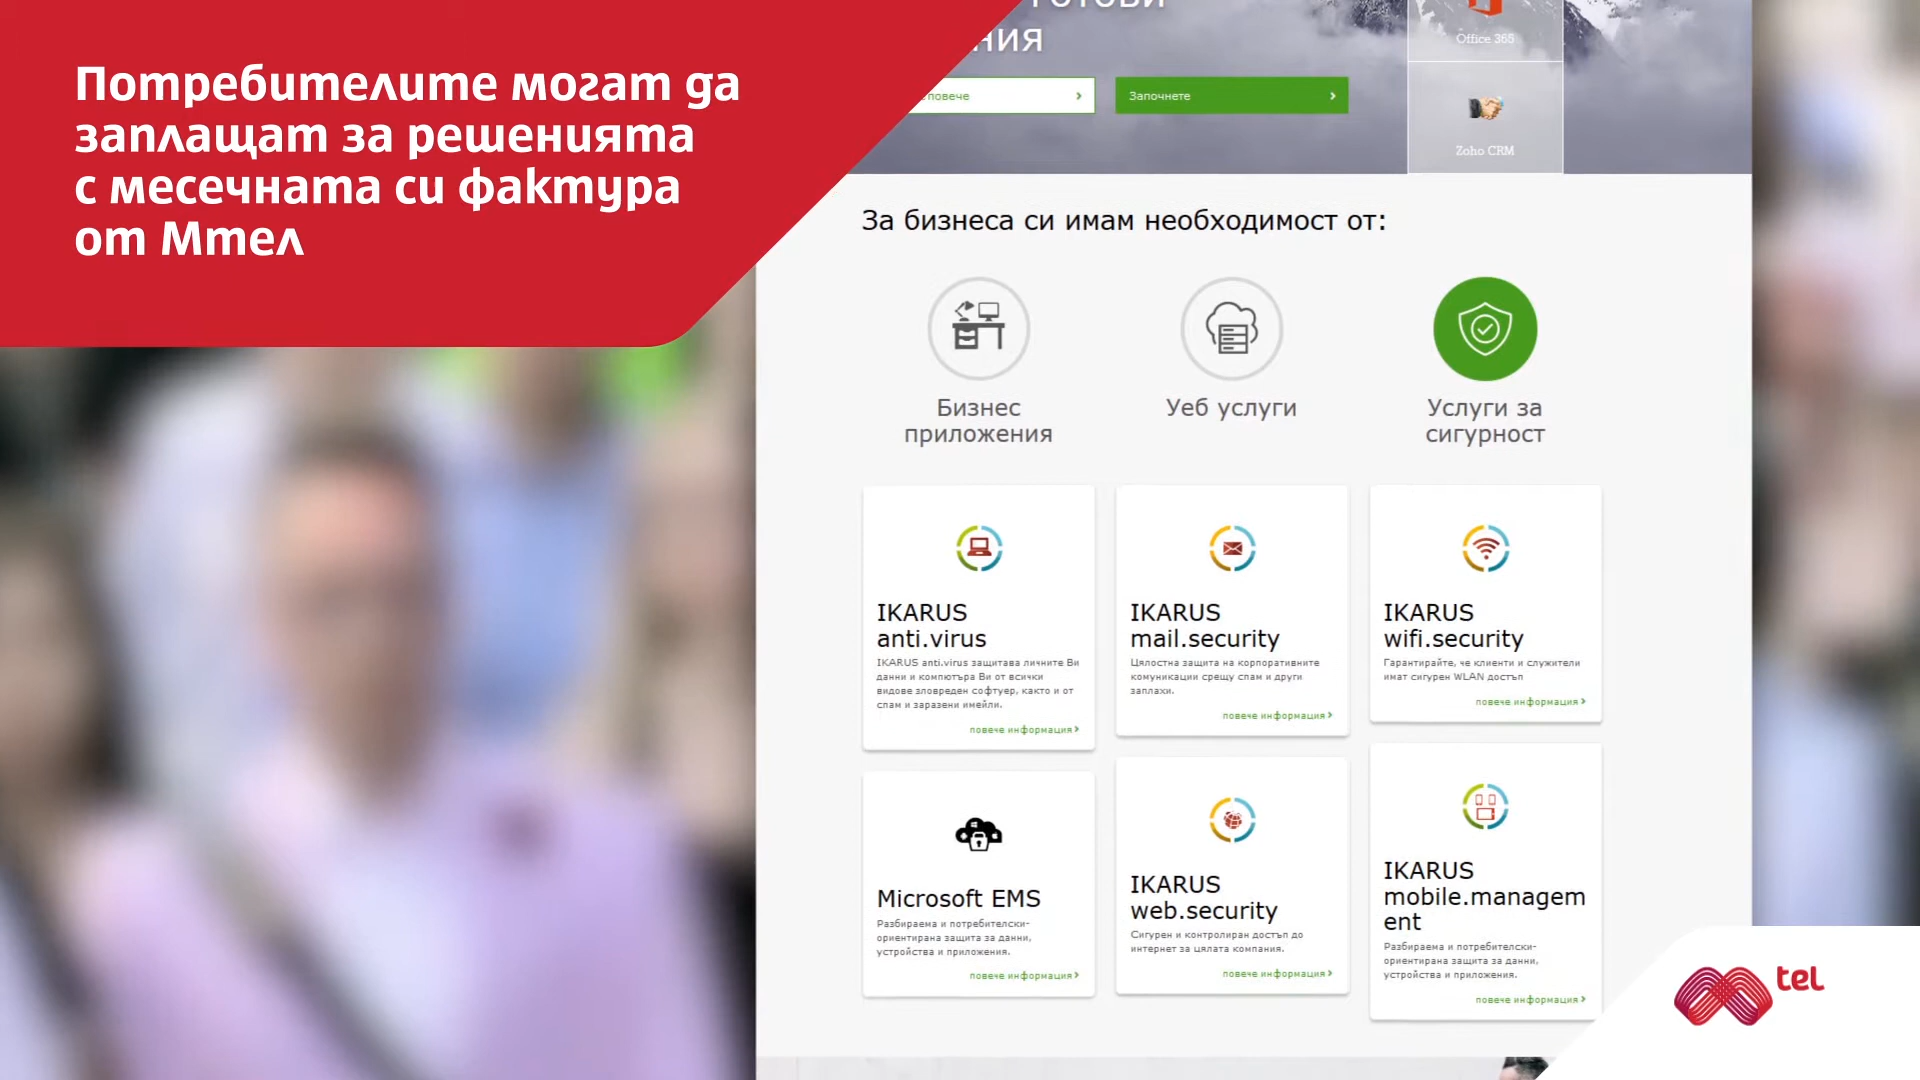 Потребителите могат да
заплащат за решенията
с месечната си фактура
от Мтел
ния
повече
Започнете
Office 365
Zoho CRM
За бизнеса си имам необходимост от:
Бизнес
приложения
Уеб услуги
Услуги за
сигурност
IKARUS
anti.virus
IKARUS anti.virus защитава личните Ви
данни и компютъра Ви от всички
видове зловреден софтуер, както и от
спам и заразени имейли.
повече информация
IKARUS
mail.security
Цялостна защита на корпоративните
комуникации срещу спам и други
заплахи.
повече информация
IKARUS
wifi.security
Гарантирайте, че клиенти и служители
имат сигурен WLAN достъп
повече информация
Microsoft EMS
Разбираема и потребителски-
ориентирана защита за данни,
устройства и приложения.
повече информация
IKARUS
web.security
Сигурен и контролиран достъп до
интернет за цялата компания.
повече информация
IKARUS
mobile.managem
ent
Разбираема и потребителски-
ориентирана защита за данни,
устройства и приложения.
повече информация
tel